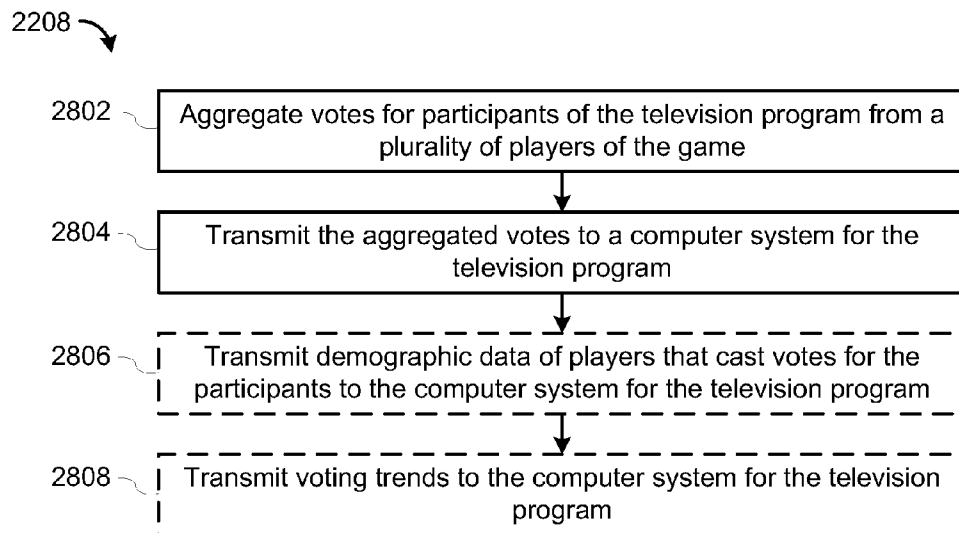 2208
2802
Aggregate votes for participants of the television program from a
plurality of players of the game
2804
Transmit the aggregated votes to a computer system for the
television program
2806
Transmit demographic data of players that cast votes for the
participants to the computer system for the television program
2808
Transmit voting trends to the computer system for the television
program